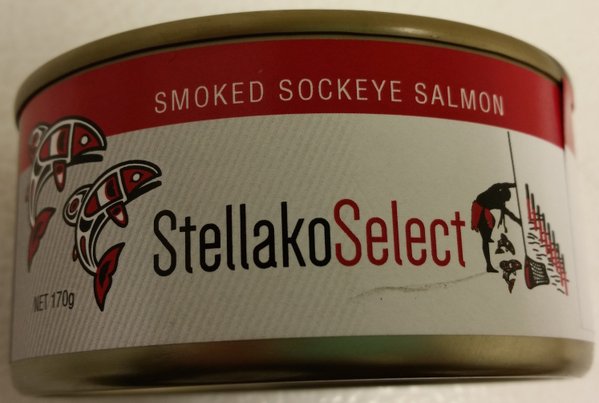 SMOKED SOCKEYE SALMON
StellakoSelect
NET 170g